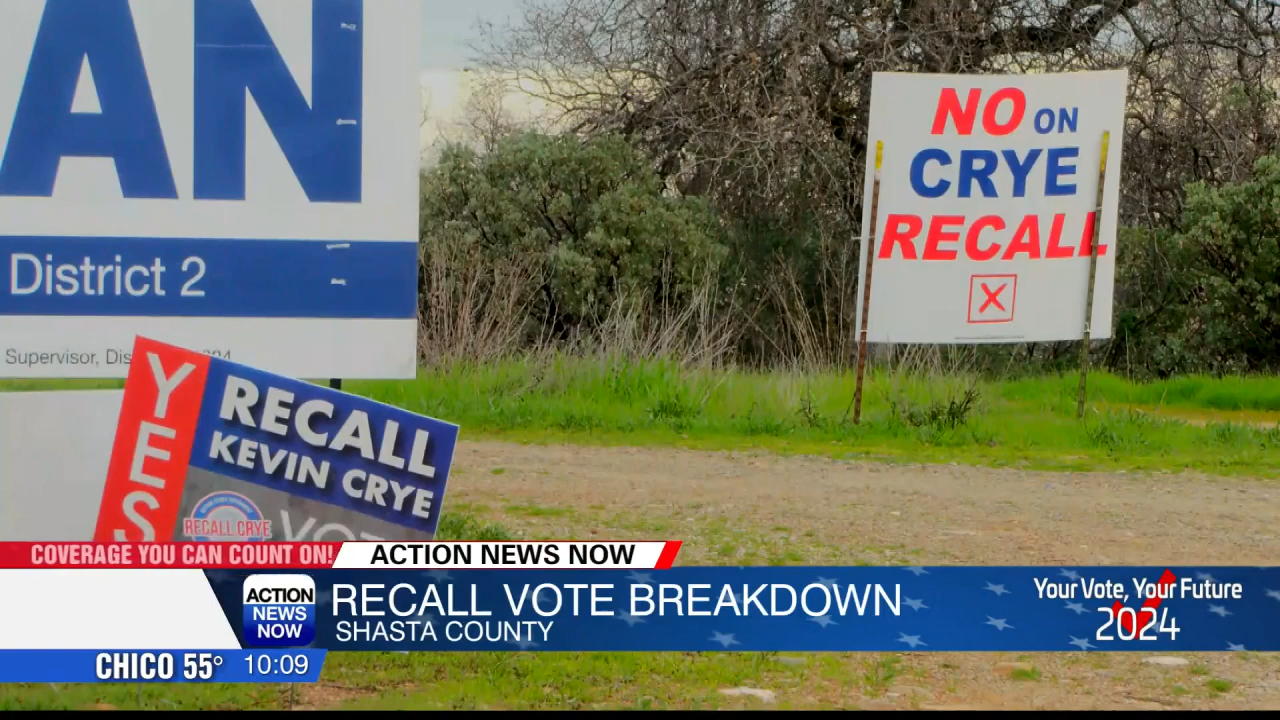 AN
District 2
Supervisor, Dis
NO ON
CRYE
RECALL
X
YES
RECALL
KEVIN CRYE
RECALL CRYE
COVERAGE YOU CAN COUNT ON!
ACTION NEWS NOW
ACTION
NEWS
NOW
RECALL VOTE BREAKDOWN
SHASTA COUNTY
Your Vote, Your Future
2024
CHICO 55° 10:09